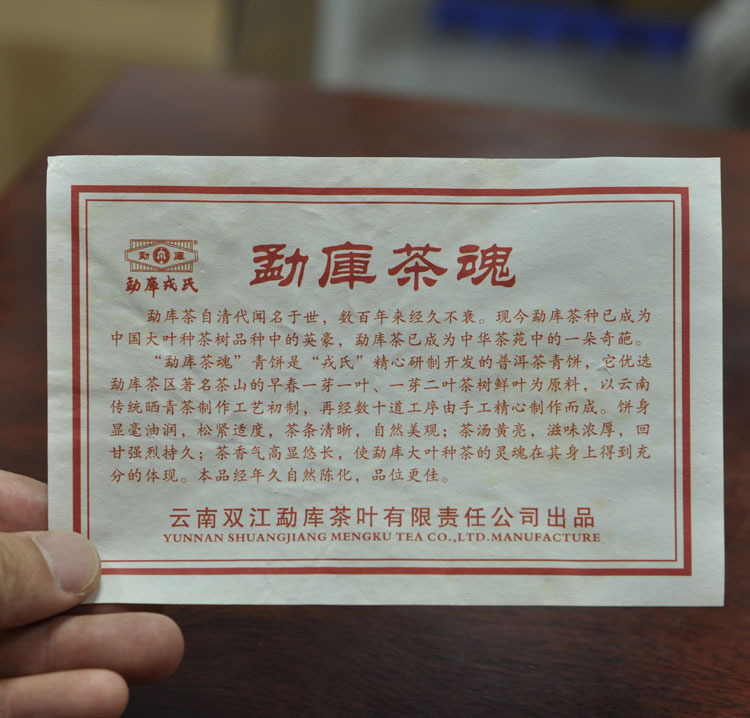 勐库
®
勐库戎氏
勐库茶魂
勐库茶自清代闻名于世，数百年来经久不衰。现今勐库茶种已成为
中国大叶种茶树品种中的英豪，勐库茶已成为中华茶苑中的一朵奇葩。
“勐库茶魂”青饼是“戎氏”精心研制开发的普洱茶青饼，它优选
勐库茶区著名茶山的早春一芽一叶、一芽二叶茶树鲜叶为原料，以云南
传统晒青茶制作工艺初制，再经数十道工序由手工精心制作而成。饼身
显毫油润，松紧适度，茶条清晰，自然美观；茶汤黄亮，滋味浓厚，回
甘强烈持久；茶香气高显悠长，使勐库大叶种茶的灵魂在其身上得到充
分的体现。本品经年久自然陈化，品位更佳。
云南双江勐库茶叶有限责任公司出品
YUNNAN SHUANGJIANG MENGKU TEA CO.,LTD.MANUFACTURE